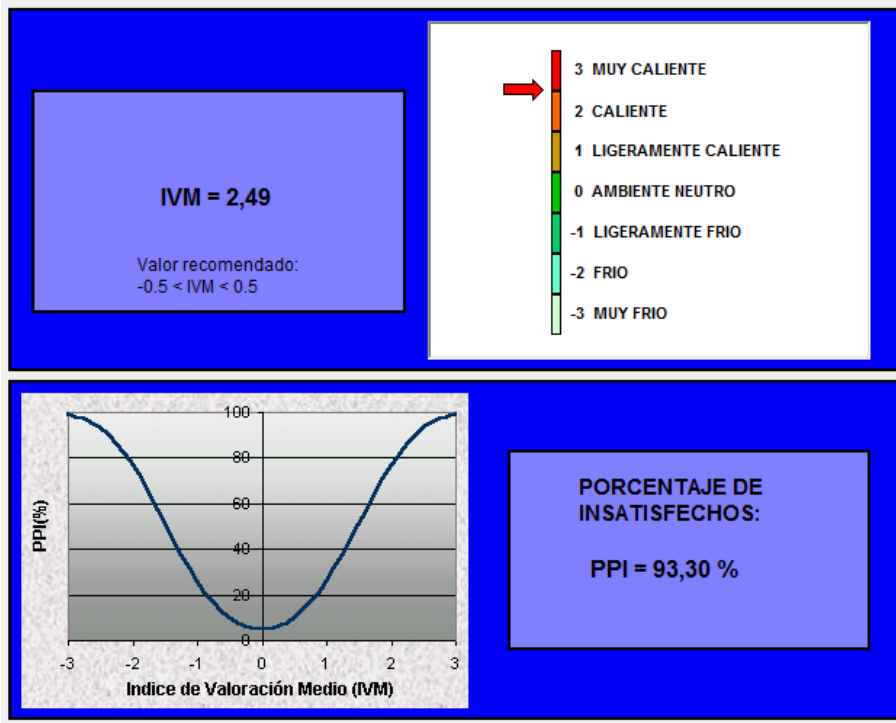 IVM = 2,49
Valor recomendado:
-0.5 < IVM < 0.5
3 MUY CALIENTE
2 CALIENTE
1 LIGERAMENTE CALIENTE
0 AMBIENTE NEUTRO
-1 LIGERAMENTE FRIO
-2 FRIO
-3 MUY FRIO
100
80
60
40
20
0
PPI(%)
-3 -2 -1 0 1 2 3
Indice de Valoración Medio (IVM)
PORCENTAJE DE
INSATISFECHOS:
PPI = 93,30 %